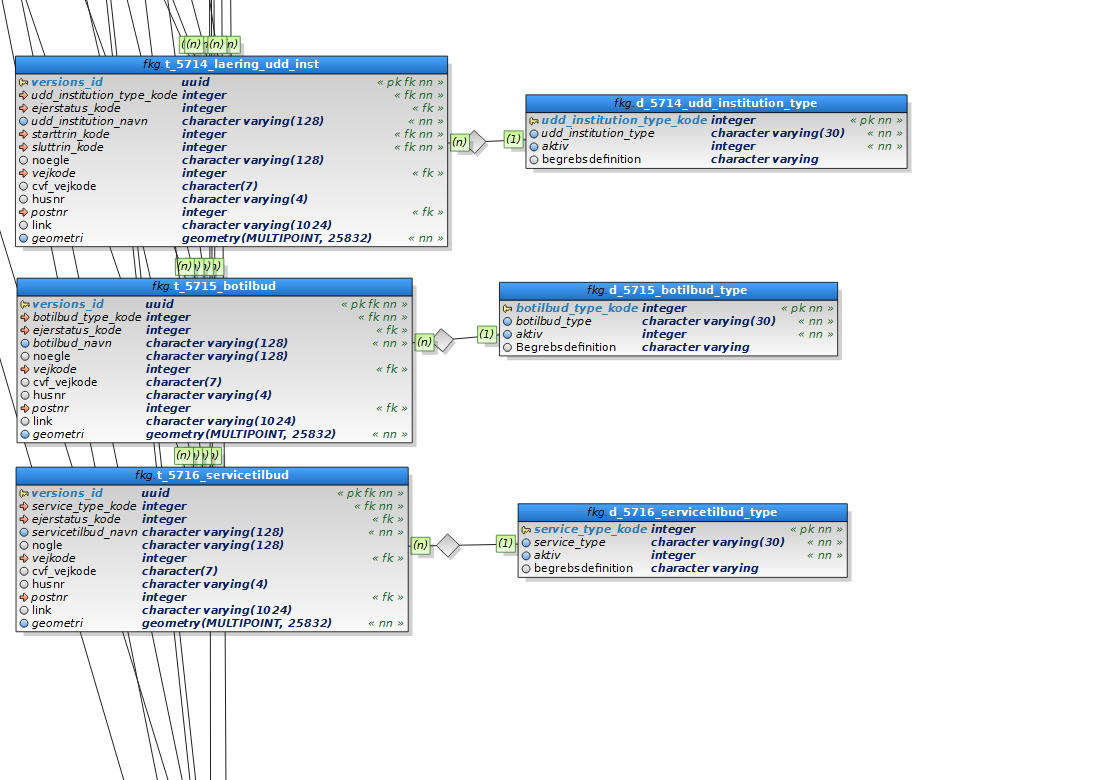 (n) (n) n)
fkg.t_5714_laering_udd_inst
versions_id uuid « pk fk nn »
udd_institution_type_kode integer « fk nn »
ejerstatus_kode integer « fk »
udd_institution_navn character varying(128) « nn »
starttrin_kode integer « fk nn »
sluttrin_kode integer « fk nn »
noegle character varying(128)
vejkode integer « fk »
cvf_vejkode character(7)
husnr character varying(4)
postnr integer « fk »
link character varying(1024)
geometri geometry(MULTIPOINT, 25832) « nn »
(n) (1)
fkg.d_5714_udd_institution_type
udd_institution_type_kode integer « pk nn »
udd_institution_type character varying(30) « nn »
aktiv integer « nn »
begrebsdefinition character varying
(n) ) ) )
fkg.t_5715_botilbud
versions_id uuid « pk fk nn »
botilbud_type_kode integer « fk nn »
ejerstatus_kode integer « fk »
botilbud_navn character varying(128) « nn »
noegle character varying(128)
vejkode integer « fk »
cvf_vejkode character(7)
husnr character varying(4)
postnr integer « fk »
link character varying(1024)
geometri geometry(MULTIPOINT, 25832) « nn »
(n) (1)
fkg.d_5715_botilbud_type
botilbud_type_kode integer « pk nn »
botilbud_type character varying(30) « nn »
aktiv integer « nn »
Begrebsdefinition character varying
(n) ) ) )
fkg.t_5716_servicetilbud
versions_id uuid « pk fk nn »
service_type_kode integer « fk nn »
ejerstatus_kode integer « fk »
servicetilbud_navn character varying(128) « nn »
nogle character varying(128)
vejkode integer « fk »
cvf_vejkode character(7)
husnr character varying(4)
postnr integer « fk »
link character varying(1024)
geometri geometry(MULTIPOINT, 25832) « nn »
(n) (1)
fkg.d_5716_servicetilbud_type
service_type_kode integer « pk nn »
service_type character varying(30) « nn »
aktiv integer « nn »
begrebsdefinition character varying